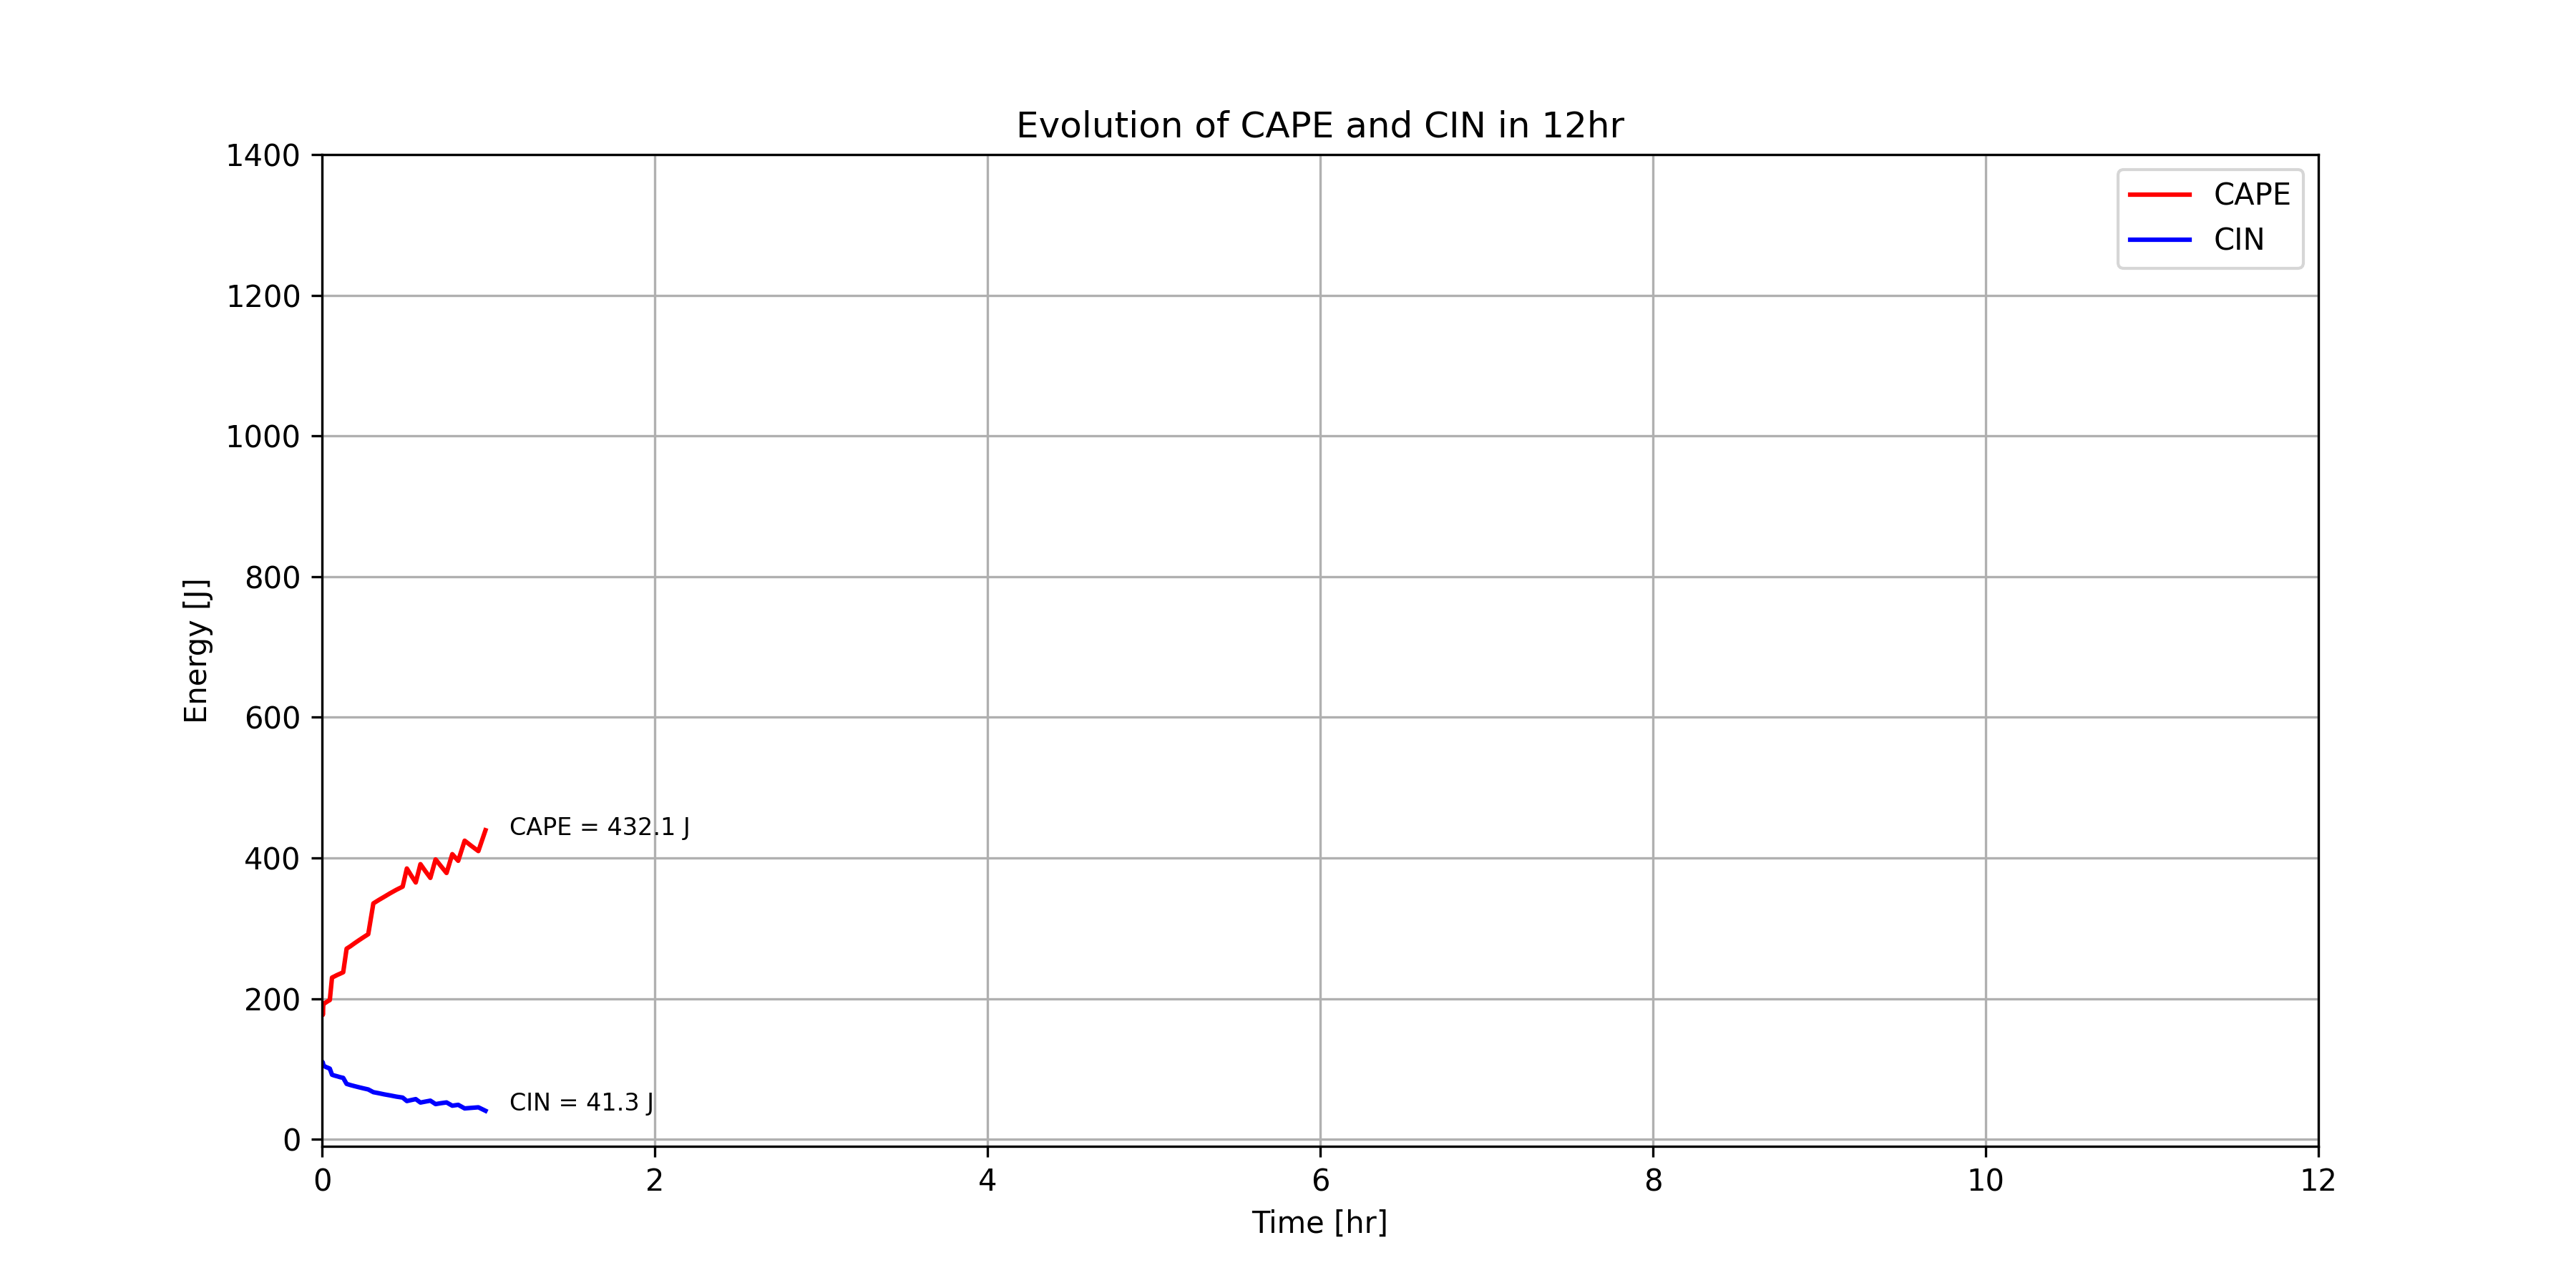 Evolution of CAPE and CIN in 12hr
1400
1200
1000
800
600
400
200
0
Energy [J]
CAPE
CIN
CAPE = 432.1 J
CIN = 41.3 J
0 2 4 6 8 10 12
Time [hr]